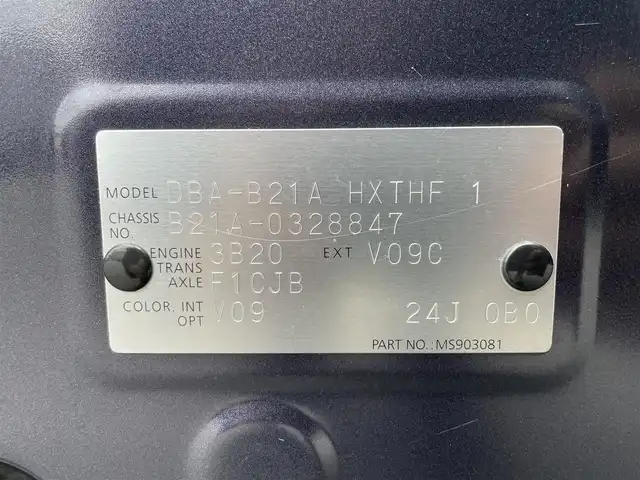 MODEL DBA-B21A HXTHF 1
CHASSIS NO. B21A-0328847
ENGINE 3B20 EXT V09C
TRANS AXLE F1CJB
COLOR, INT OPT V09 24J 0B0
PART NO.:MS903081